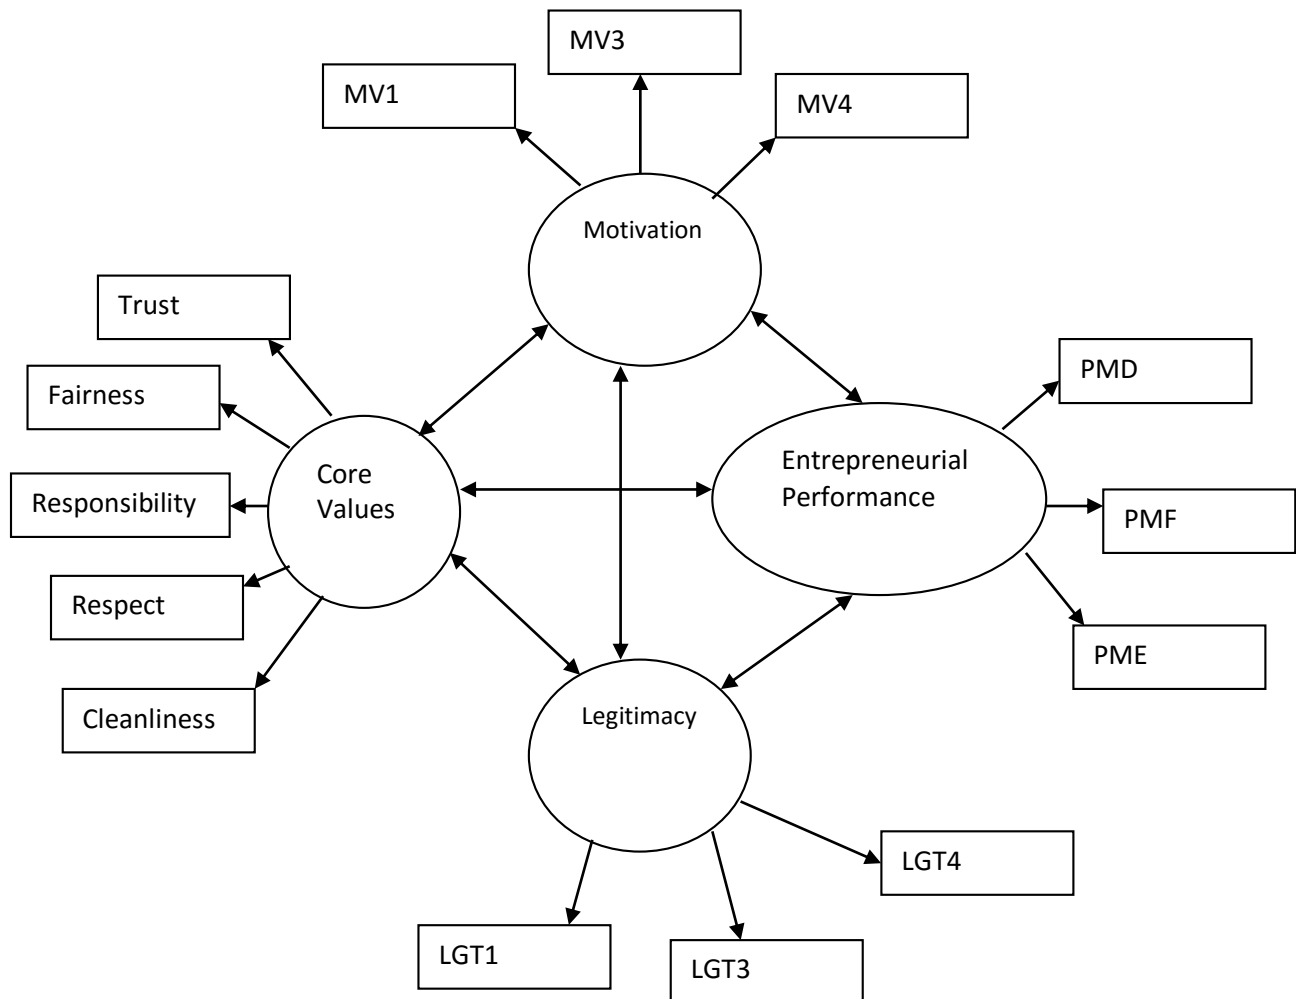 MV3
MV1
MV4
Motivation
Trust
PMD
Fairness
Core
Values
Entrepreneurial
Performance
Responsibility
PMF
Respect
PME
Cleanliness
Legitimacy
LGT4
LGT1
LGT3